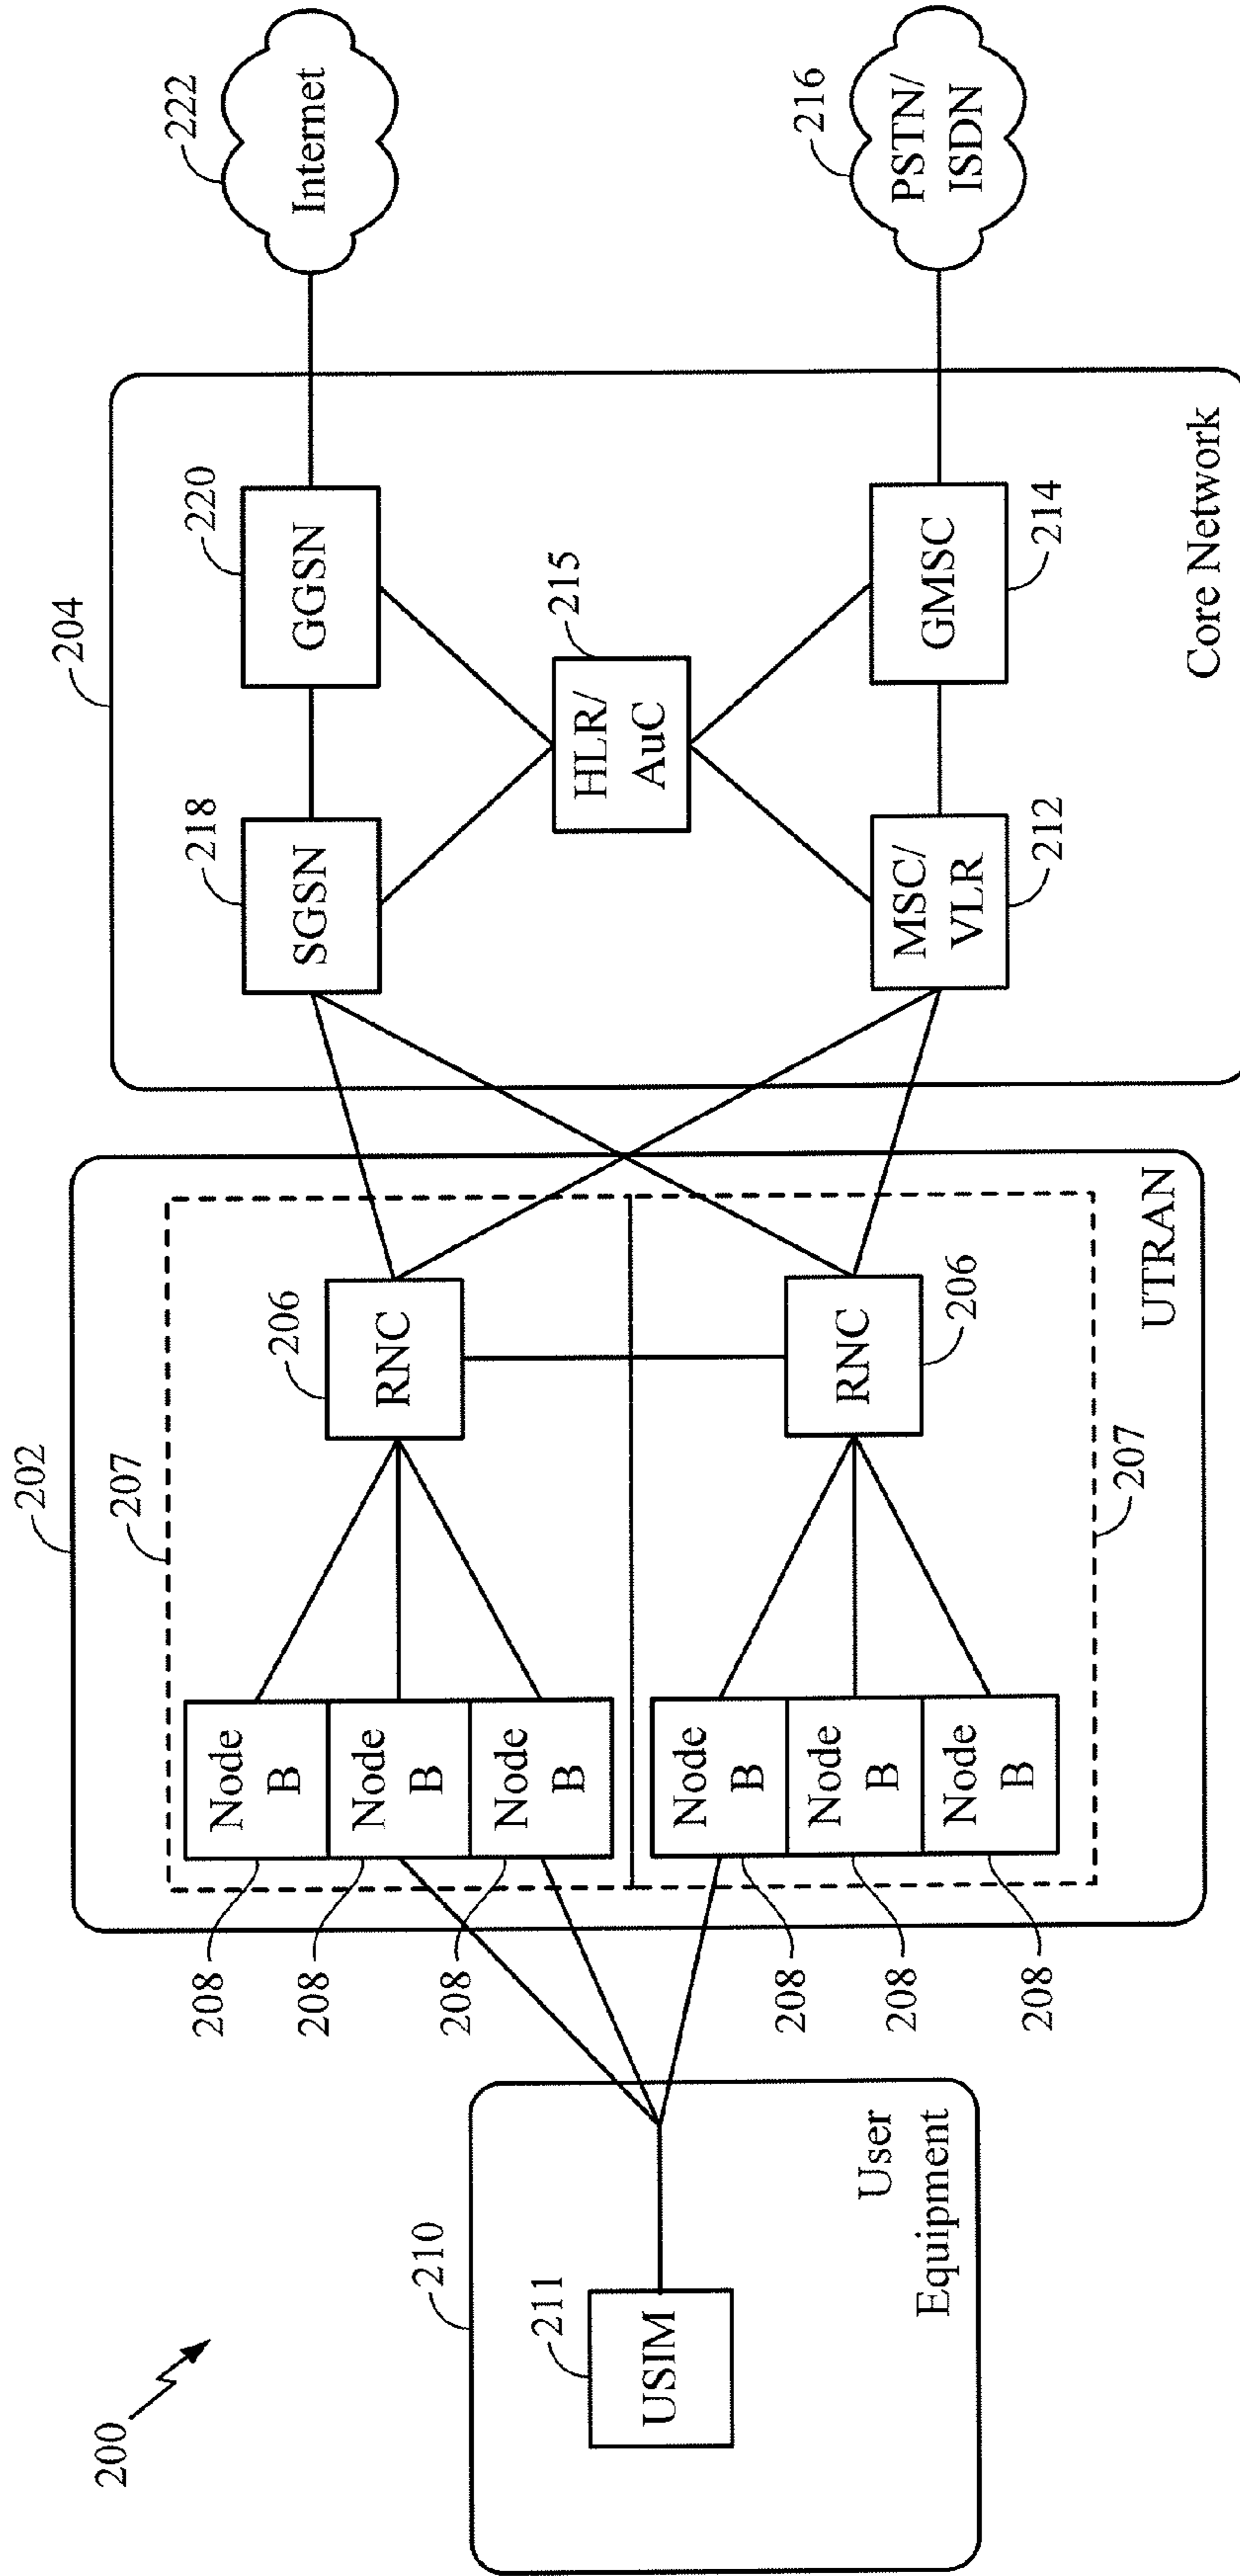 200
210
211
USIM
User
Equipment
202
207
208
Node
B
208
Node
B
208
Node
B
206
RNC
208
Node
B
208
Node
B
208
Node
B
RNC
206
207
UTRAN
204
218
SGSN
220
GGSN
215
HLR/
AuC
MSC/
VLR
212
GMSC
214
Core Network
222
Internet
216
PSTN/
ISDN